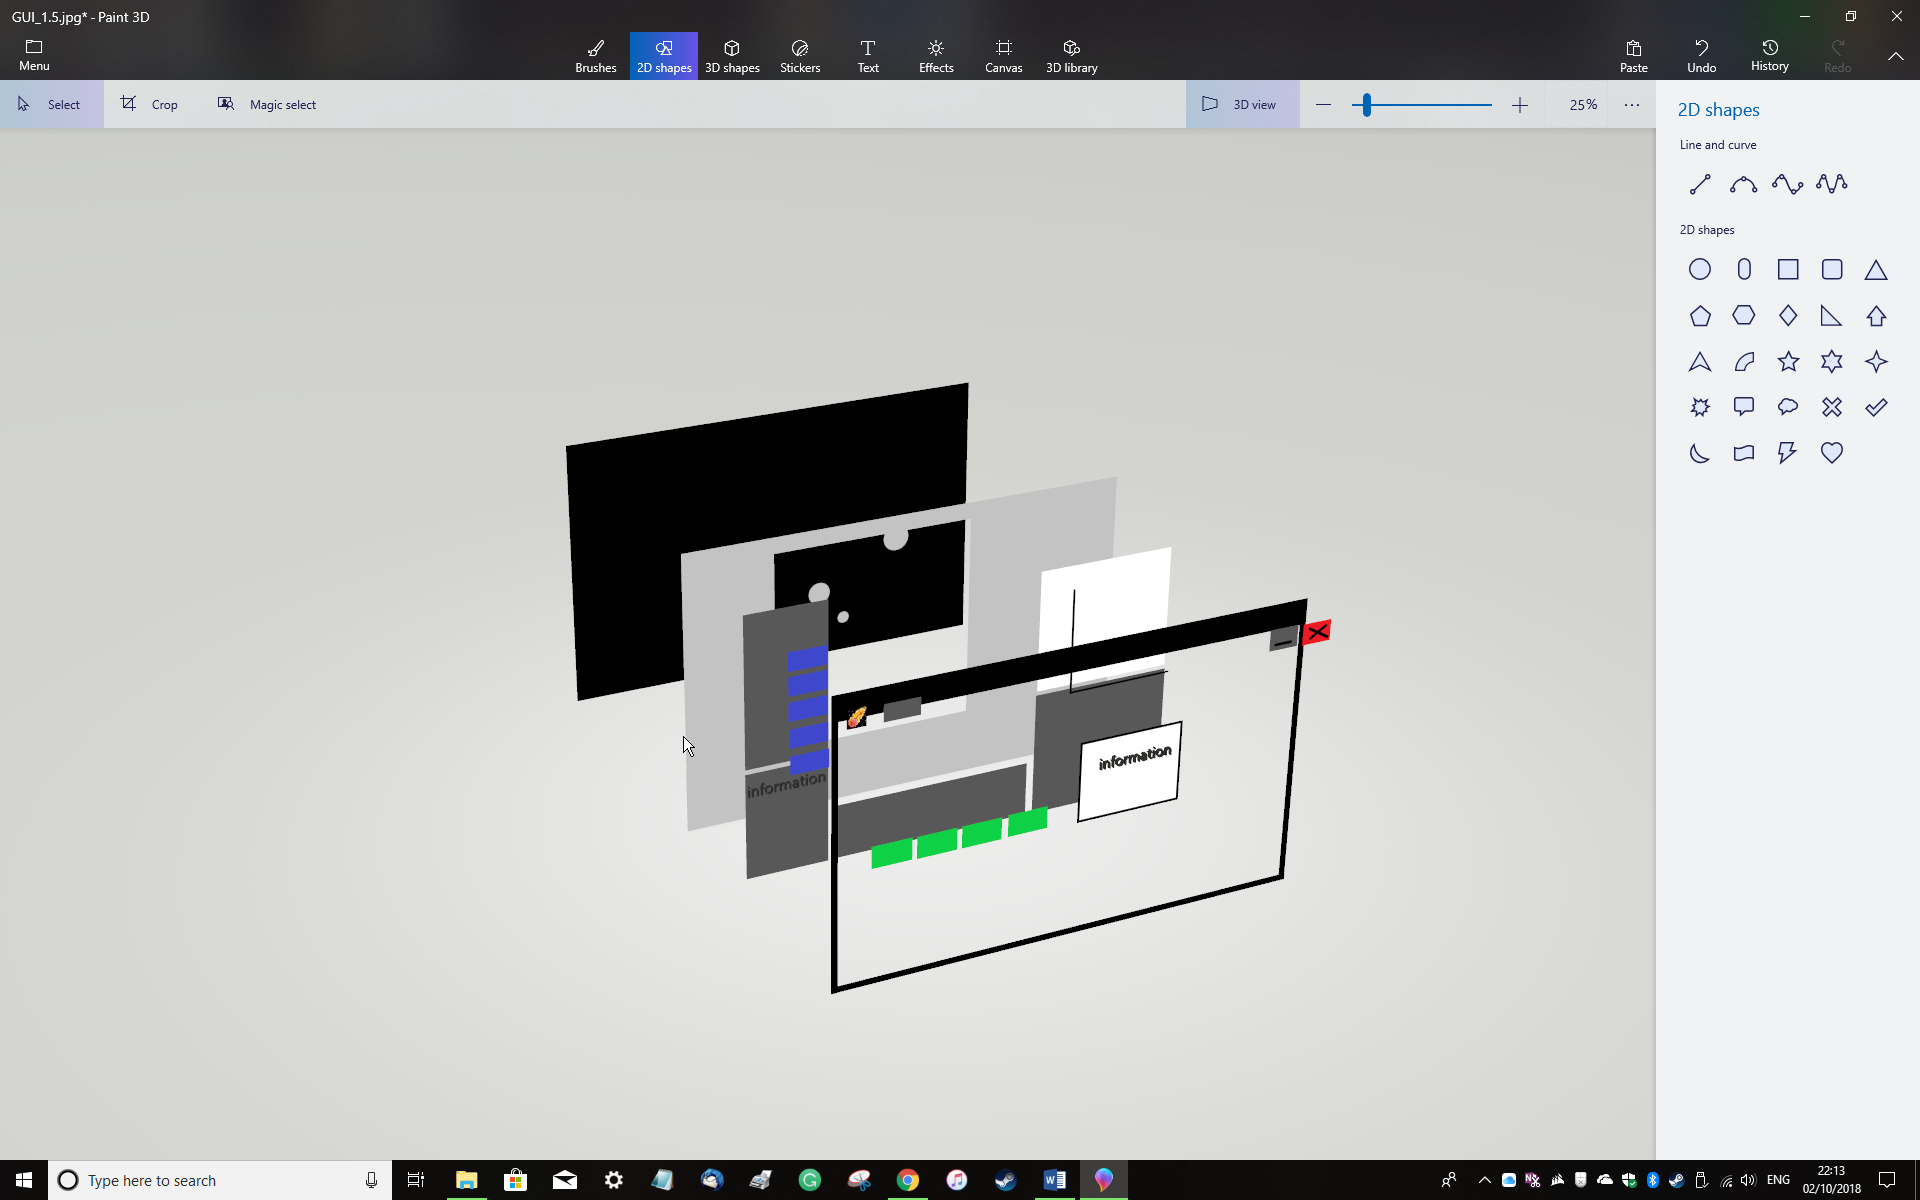 GUI_1.5.jpg* - Paint 3D
Menu
Brushes
2D shapes
3D shapes
Stickers
Text
Effects
Canvas
3D library
Paste
Undo
History
Redo
Select
Crop
Magic select
3D view
25%
2D shapes
Line and curve
2D shapes
information
information
Type here to search
ENG
22:13
02/10/2018